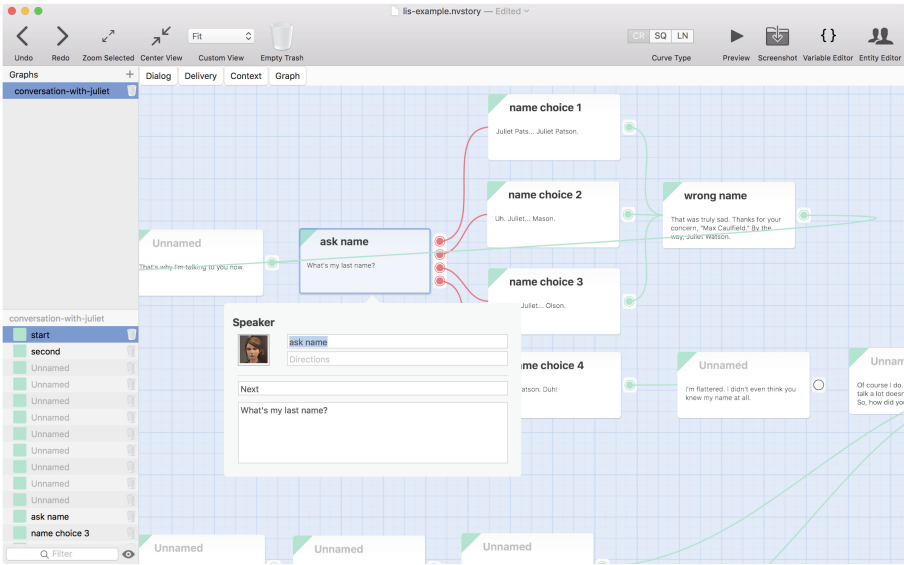 lis-example.nvstory — Edited
Fit
CR SQ LN
{ }
Undo Redo Zoom Selected Center View Custom View Empty Trash Curve Type Preview Screenshot Variable Editor Entity Editor
Graphs +
Dialog Delivery Context Graph
conversation-with-juliet
name choice 1
Juliet Pats... Juliet Patson.
name choice 2
Uh. Juliet... Mason.
wrong name
That was truly sad. Thanks for your
concern, "Max Caulfield." By the
way, Juliet Watson.
Unnamed
That's why I'm talking to you now.
ask name
What's my last name?
name choice 3
Juliet... Olson.
Speaker
ask name
Directions
Next
What's my last name?
me choice 4
atson. Duh!
Unnamed
I'm flattered. I didn't even think you
knew my name at all.
Unnam
Of course I do.
talk a lot doesn
So, how did you
conversation-with-juliet
start
second
Unnamed
Unnamed
Unnamed
Unnamed
Unnamed
Unnamed
Unnamed
Unnamed
Unnamed
ask name
name choice 3
Filter
Unnamed
Unnamed
Unnamed